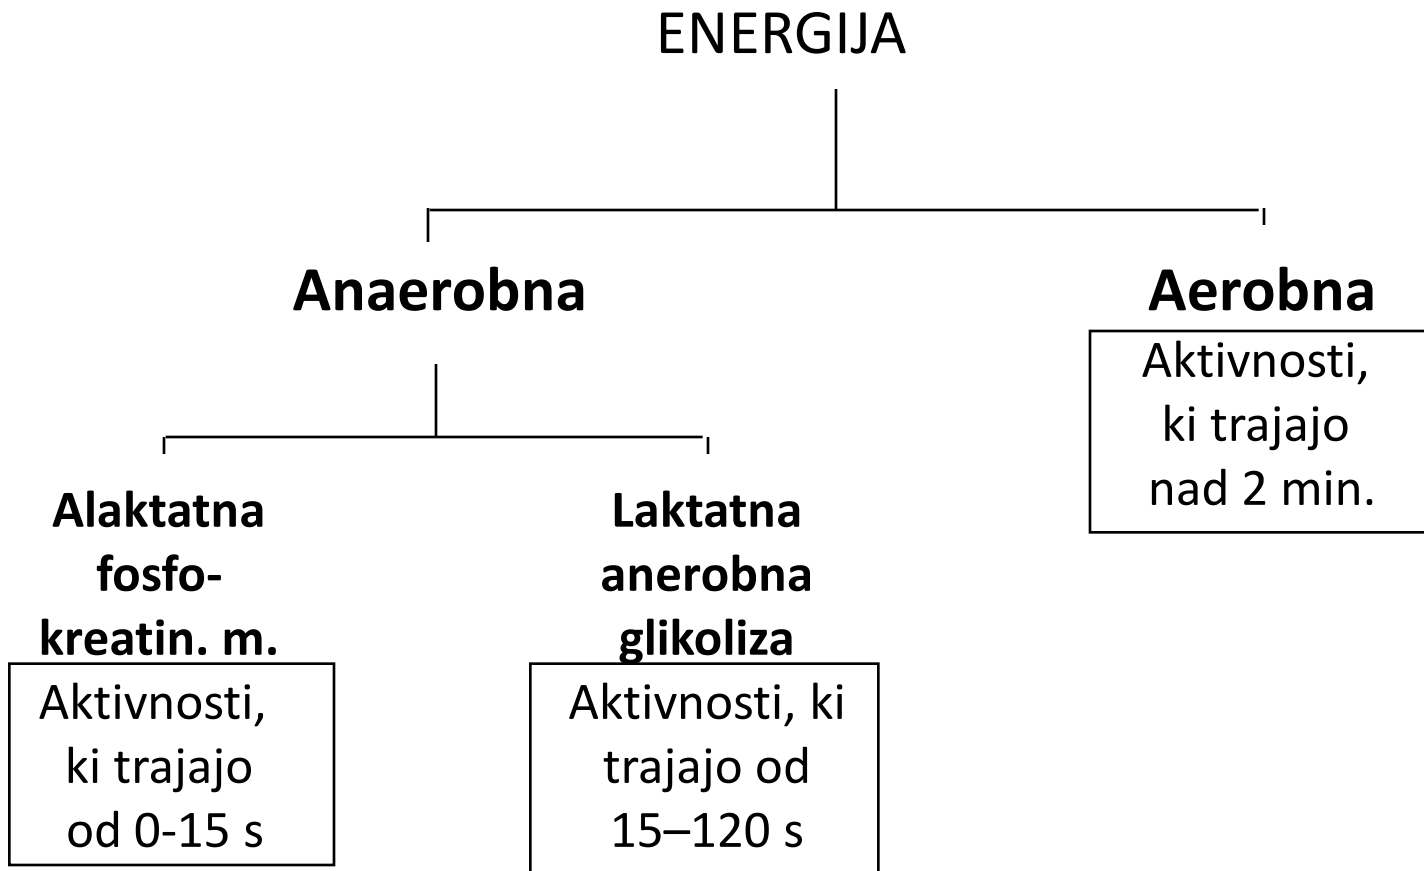 ENERGIJA
Anaerobna
Aerobna
Aktivnosti,
ki trajajo
nad 2 min.
Alaktatna
fosfo-
kreatin. m.
Aktivnosti,
ki trajajo
od 0-15 s
Laktatna
anerobna
glikoliza
Aktivnosti, ki
trajajo od
15–120 s